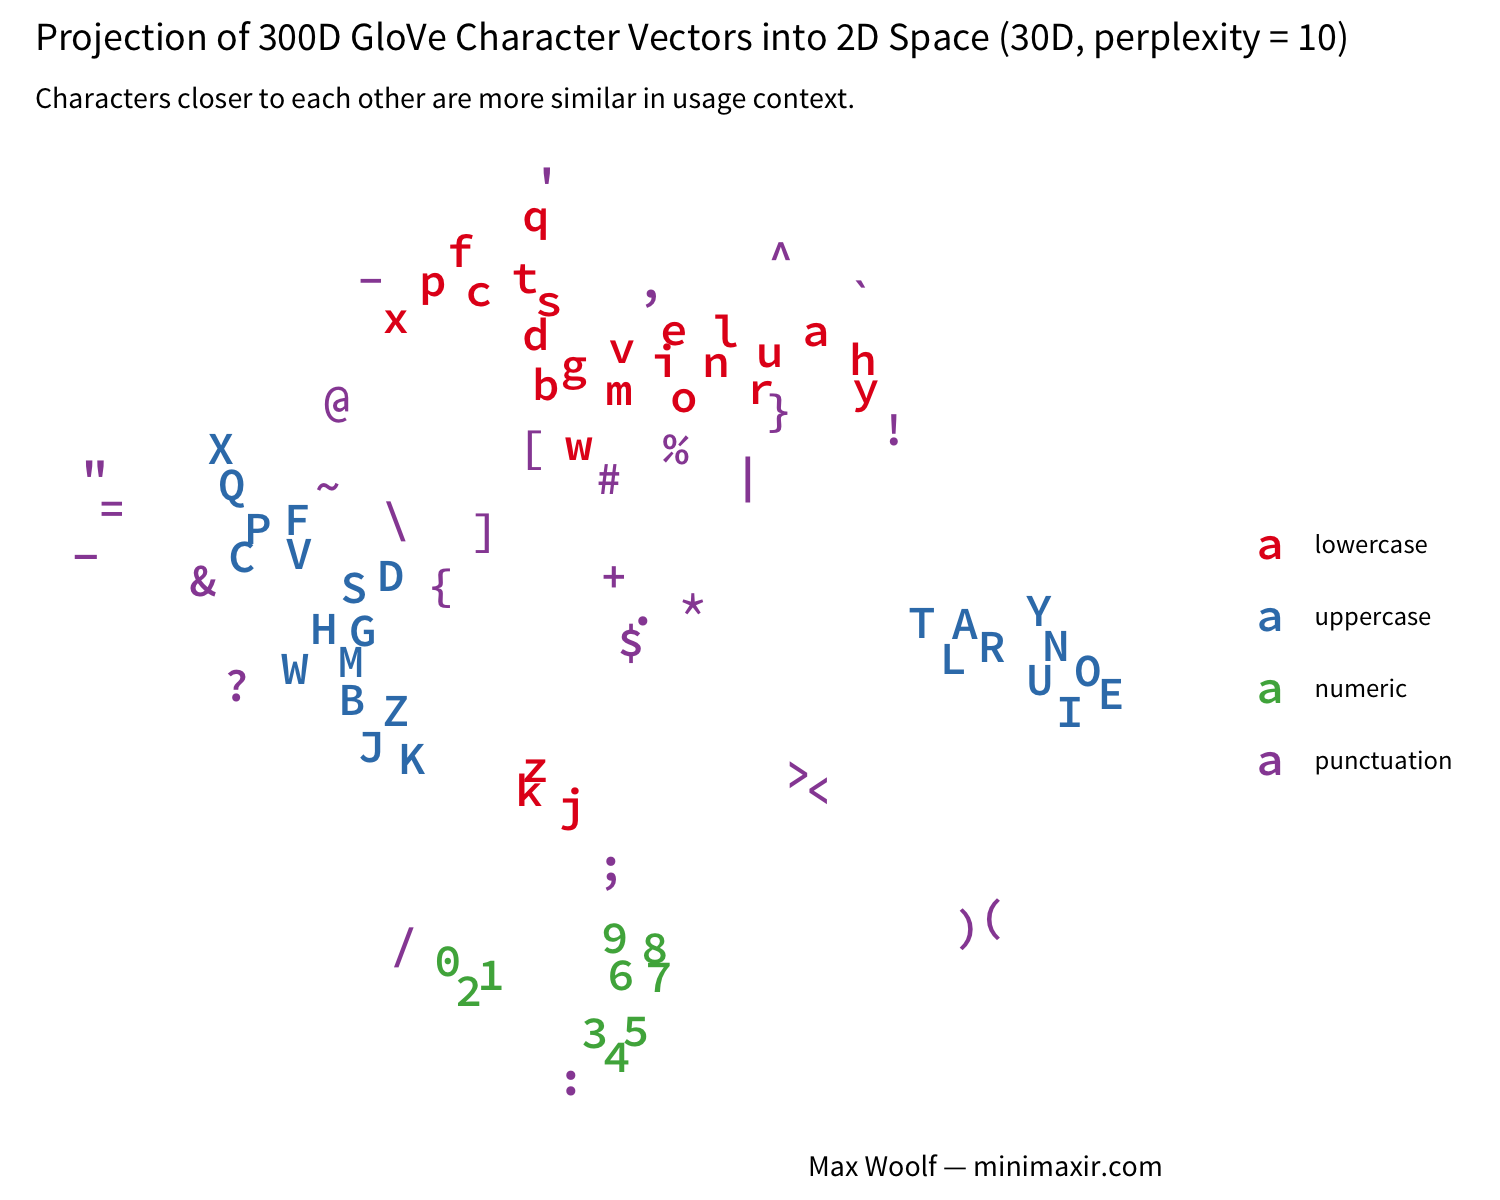 Projection of 300D GloVe Character Vectors into 2D Space (30D, perplexity = 10)
Characters closer to each other are more similar in usage context.
'
q
f ^
- p c t s , `
x d v e i l n u a h
b g m o r } y
@ [ w # % | !
X
" Q ~
= P F \ ]
– C V
& S D { + *
H G $ . T A Y
W M L R N
? B Z U O E
J K I
z > <
k j
;
/ 0 1 9 8 ) (
2 6 7
3 5
4
:
a lowercase
a uppercase
a numeric
a punctuation
Max Woolf — minimaxir.com